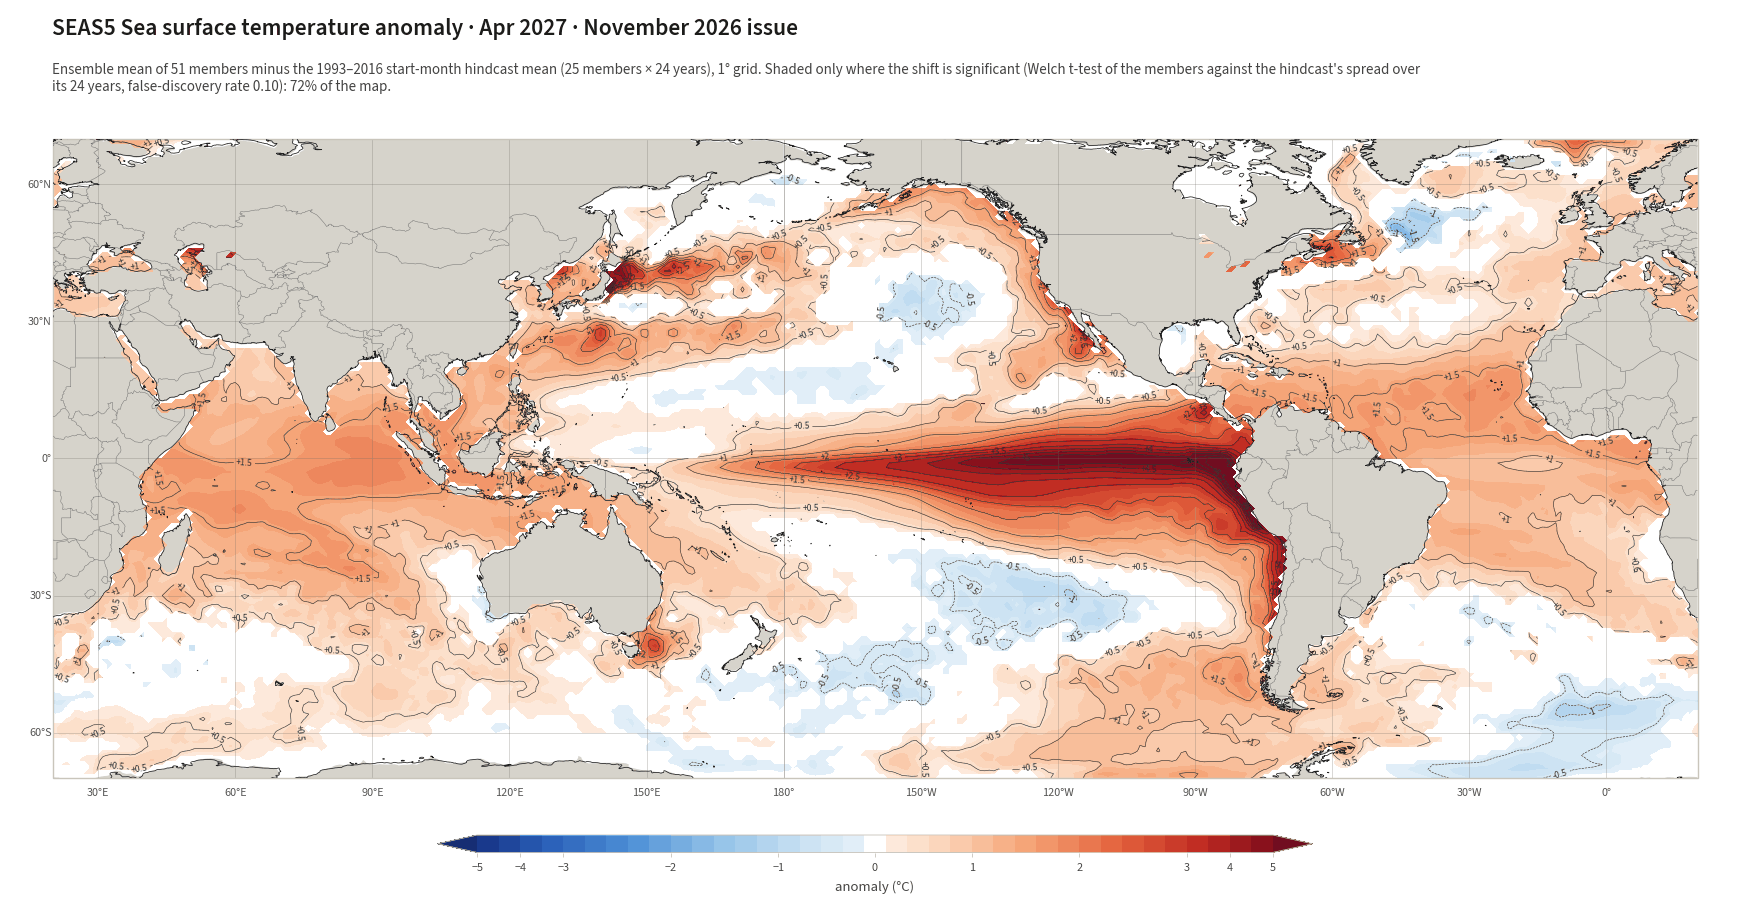 SEAS5 Sea surface temperature anomaly · Apr 2027 · November 2026 issue
Ensemble mean of 51 members minus the 1993–2016 start-month hindcast mean (25 members × 24 years), 1° grid. Shaded only where the shift is significant (Welch t-test of the members against the hindcast's spread over
its 24 years, false-discovery rate 0.10): 72% of the map.
60°N
30°N
0°
30°S
60°S
30°E 60°E 90°E 120°E 150°E 180° 150°W 120°W 90°W 60°W 30°W 0°
−5 −4 −3 −2 −1 0 1 2 3 4 5
anomaly (°C)